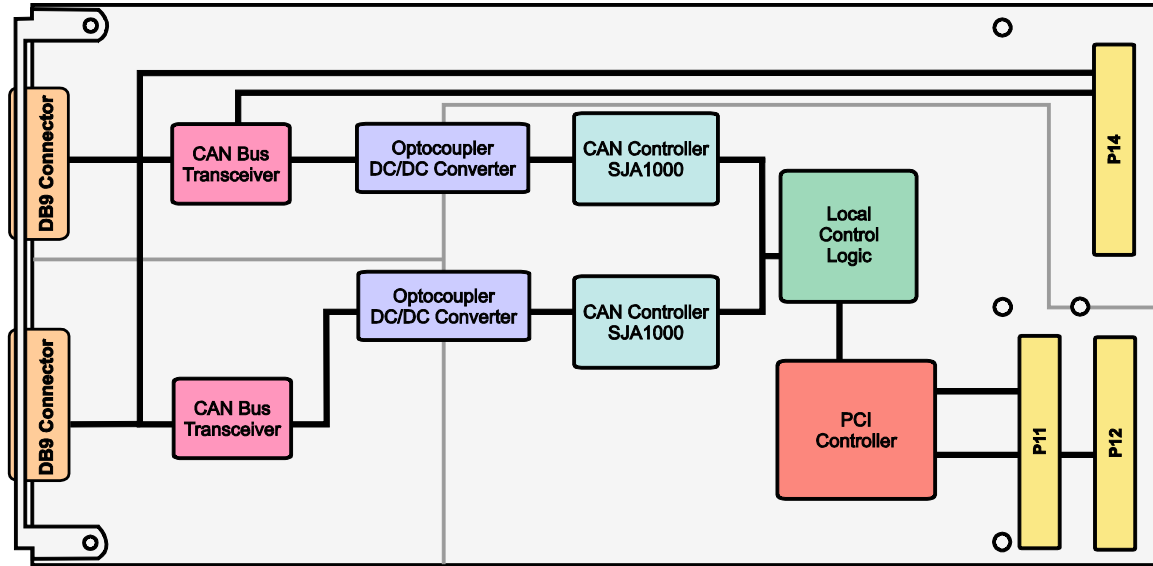 DB9 Connector
CAN Bus
Transceiver
Optocoupler
DC/DC Converter
CAN Controller
SJA1000
P14
Local
Control
Logic
Optocoupler
DC/DC Converter
CAN Controller
SJA1000
DB9 Connector
CAN Bus
Transceiver
PCI
Controller
P11
P12